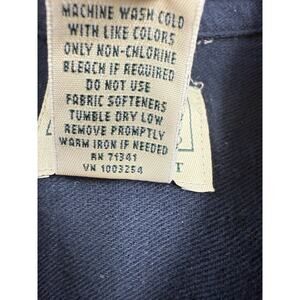 MACHINE WASH COLD
WITH LIKE COLORS
ONLY NON-CHLORINE
BLEACH IF REQUIRED
DO NOT USE
FABRIC SOFTENERS
TUMBLE DRY LOW
REMOVE PROMPTLY
WARM IRON IF NEEDED
RN 71341
VN 1003254
T